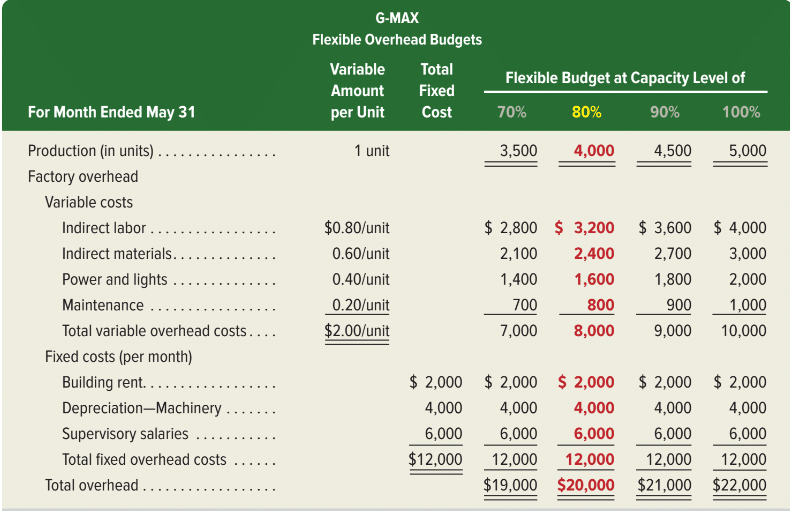 G-MAX
Flexible Overhead Budgets
Variable Total
Amount Fixed Flexible Budget at Capacity Level of
For Month Ended May 31 per Unit Cost 70% 80% 90% 100%
Production (in units) . . . . . . . . . . . . . . . . 1 unit 3,500 4,000 4,500 5,000
Factory overhead
Variable costs
Indirect labor . . . . . . . . . . . . . . . . . $0.80/unit $ 2,800 $ 3,200 $ 3,600 $ 4,000
Indirect materials. . . . . . . . . . . . . . 0.60/unit 2,100 2,400 2,700 3,000
Power and lights . . . . . . . . . . . . . . 0.40/unit 1,400 1,600 1,800 2,000
Maintenance . . . . . . . . . . . . . . . . . 0.20/unit 700 800 900 1,000
Total variable overhead costs . . . . $2.00/unit 7,000 8,000 9,000 10,000
Fixed costs (per month)
Building rent. . . . . . . . . . . . . . . . . . $ 2,000 $ 2,000 $ 2,000 $ 2,000 $ 2,000
Depreciation—Machinery . . . . . . . 4,000 4,000 4,000 4,000 4,000
Supervisory salaries . . . . . . . . . . . 6,000 6,000 6,000 6,000 6,000
Total fixed overhead costs . . . . . . $12,000 12,000 12,000 12,000 12,000
Total overhead . . . . . . . . . . . . . . . . . . $19,000 $20,000 $21,000 $22,000